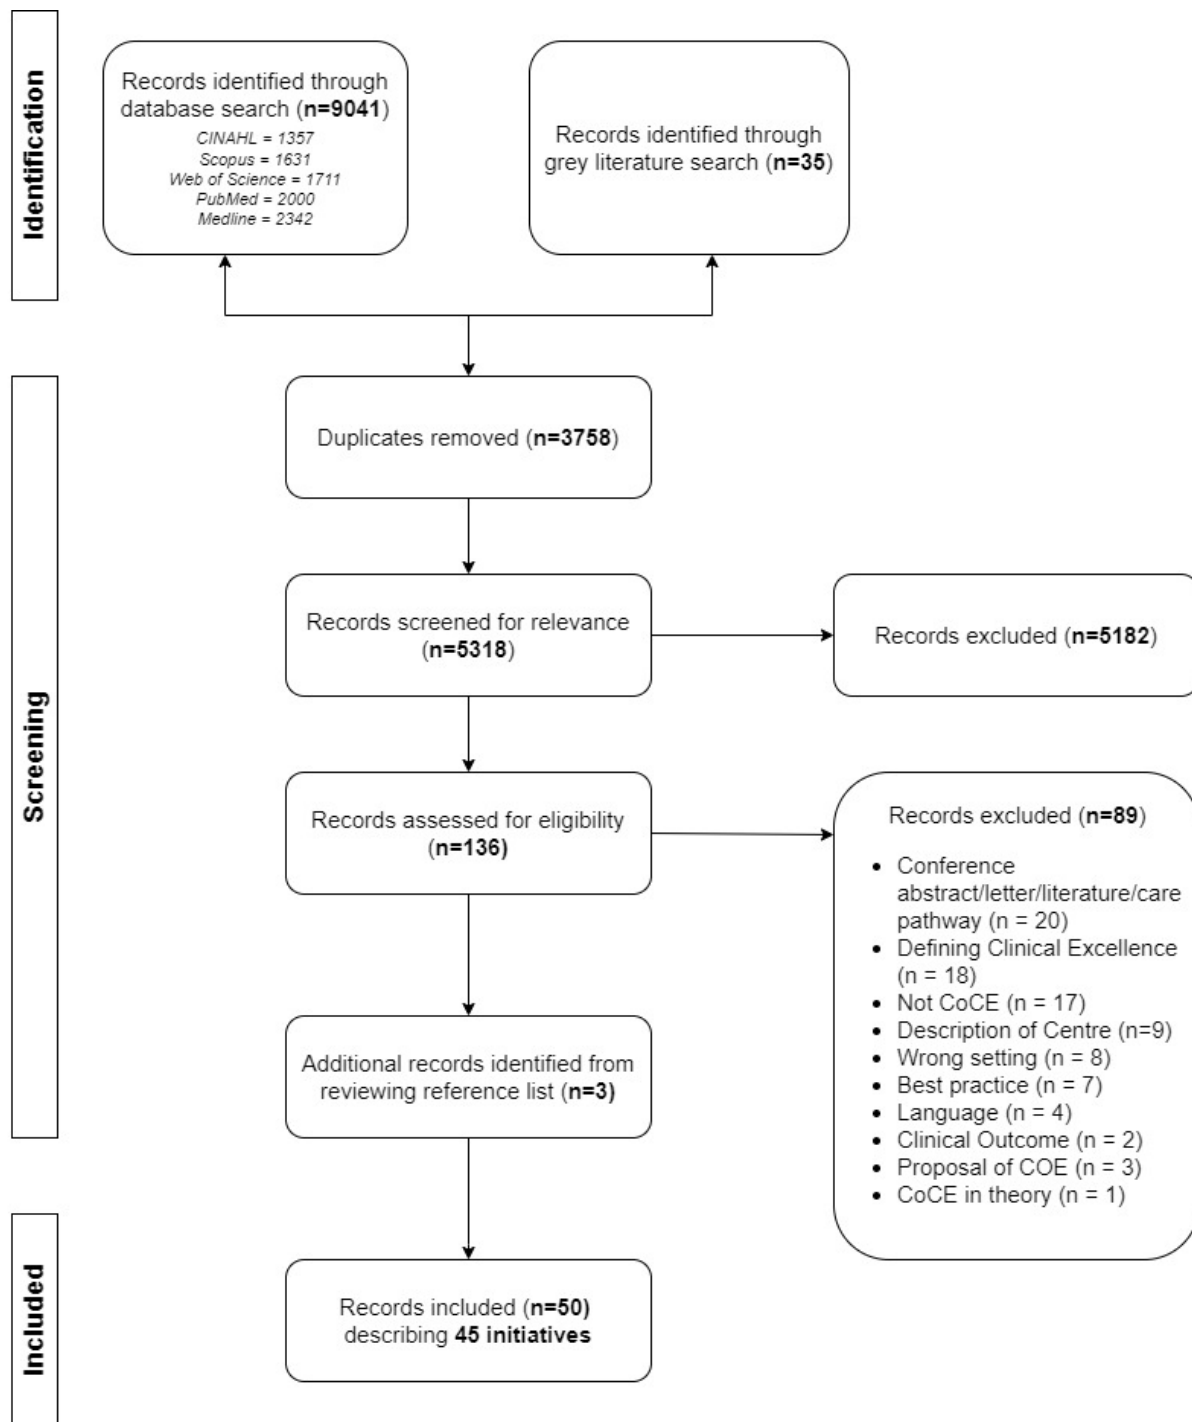 Identification
Records identified through
database search (n=9041)
CINAHL = 1357
Scopus = 1631
Web of Science = 1711
PubMed = 2000
Medline = 2342
Records identified through
grey literature search (n=35)
Screening
Duplicates removed (n=3758)
Records screened for relevance
(n=5318)
Records excluded (n=5182)
Records assessed for eligibility
(n=136)
Records excluded (n=89)
• Conference
abstract/letter/literature/care
pathway (n = 20)
• Defining Clinical Excellence
(n = 18)
• Not CoCE (n = 17)
• Description of Centre (n=9)
• Wrong setting (n = 8)
• Best practice (n = 7)
• Language (n = 4)
• Clinical Outcome (n = 2)
• Proposal of COE (n = 3)
• CoCE in theory (n = 1)
Additional records identified from
reviewing reference list (n=3)
Included
Records included (n=50)
describing 45 initiatives